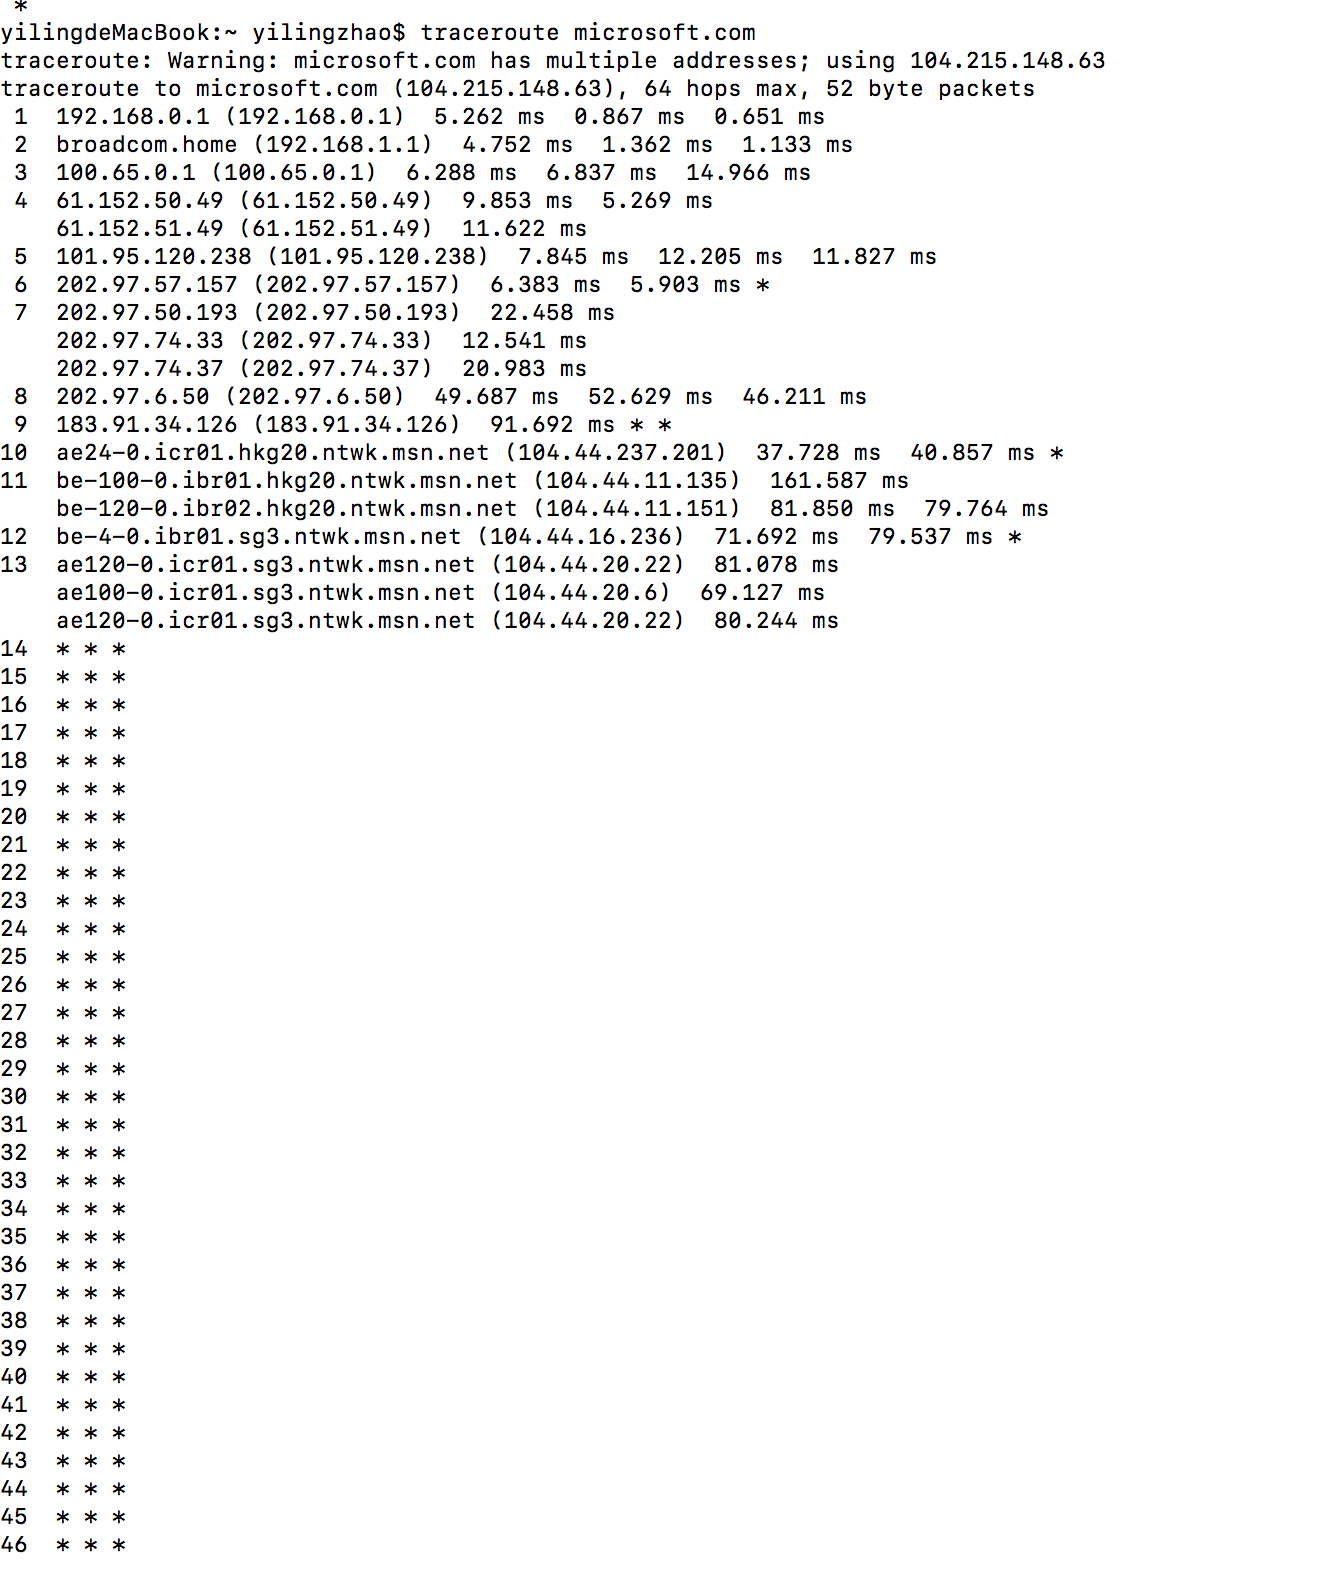 *
yilingdeMacBook:~ yilingzhao$ traceroute microsoft.com
traceroute: Warning: microsoft.com has multiple addresses; using 104.215.148.63
traceroute to microsoft.com (104.215.148.63), 64 hops max, 52 byte packets
1 192.168.0.1 (192.168.0.1) 5.262 ms 0.867 ms 0.651 ms
2 broadcom.home (192.168.1.1) 4.752 ms 1.362 ms 1.133 ms
3 100.65.0.1 (100.65.0.1) 6.288 ms 6.837 ms 14.966 ms
4 61.152.50.49 (61.152.50.49) 9.853 ms 5.269 ms
61.152.51.49 (61.152.51.49) 11.622 ms
5 101.95.120.238 (101.95.120.238) 7.845 ms 12.205 ms 11.827 ms
6 202.97.57.157 (202.97.57.157) 6.383 ms 5.903 ms *
7 202.97.50.193 (202.97.50.193) 22.458 ms
202.97.74.33 (202.97.74.33) 12.541 ms
202.97.74.37 (202.97.74.37) 20.983 ms
8 202.97.6.50 (202.97.6.50) 49.687 ms 52.629 ms 46.211 ms
9 183.91.34.126 (183.91.34.126) 91.692 ms * *
10 ae24-0.icr01.hkg20.ntwk.msn.net (104.44.237.201) 37.728 ms 40.857 ms *
11 be-100-0.ibr01.hkg20.ntwk.msn.net (104.44.11.135) 161.587 ms
be-120-0.ibr02.hkg20.ntwk.msn.net (104.44.11.151) 81.850 ms 79.764 ms
12 be-4-0.ibr01.sg3.ntwk.msn.net (104.44.16.236) 71.692 ms 79.537 ms *
13 ae120-0.icr01.sg3.ntwk.msn.net (104.44.20.22) 81.078 ms
ae100-0.icr01.sg3.ntwk.msn.net (104.44.20.6) 69.127 ms
ae120-0.icr01.sg3.ntwk.msn.net (104.44.20.22) 80.244 ms
14 * * *
15 * * *
16 * * *
17 * * *
18 * * *
19 * * *
20 * * *
21 * * *
22 * * *
23 * * *
24 * * *
25 * * *
26 * * *
27 * * *
28 * * *
29 * * *
30 * * *
31 * * *
32 * * *
33 * * *
34 * * *
35 * * *
36 * * *
37 * * *
38 * * *
39 * * *
40 * * *
41 * * *
42 * * *
43 * * *
44 * * *
45 * * *
46 * * *